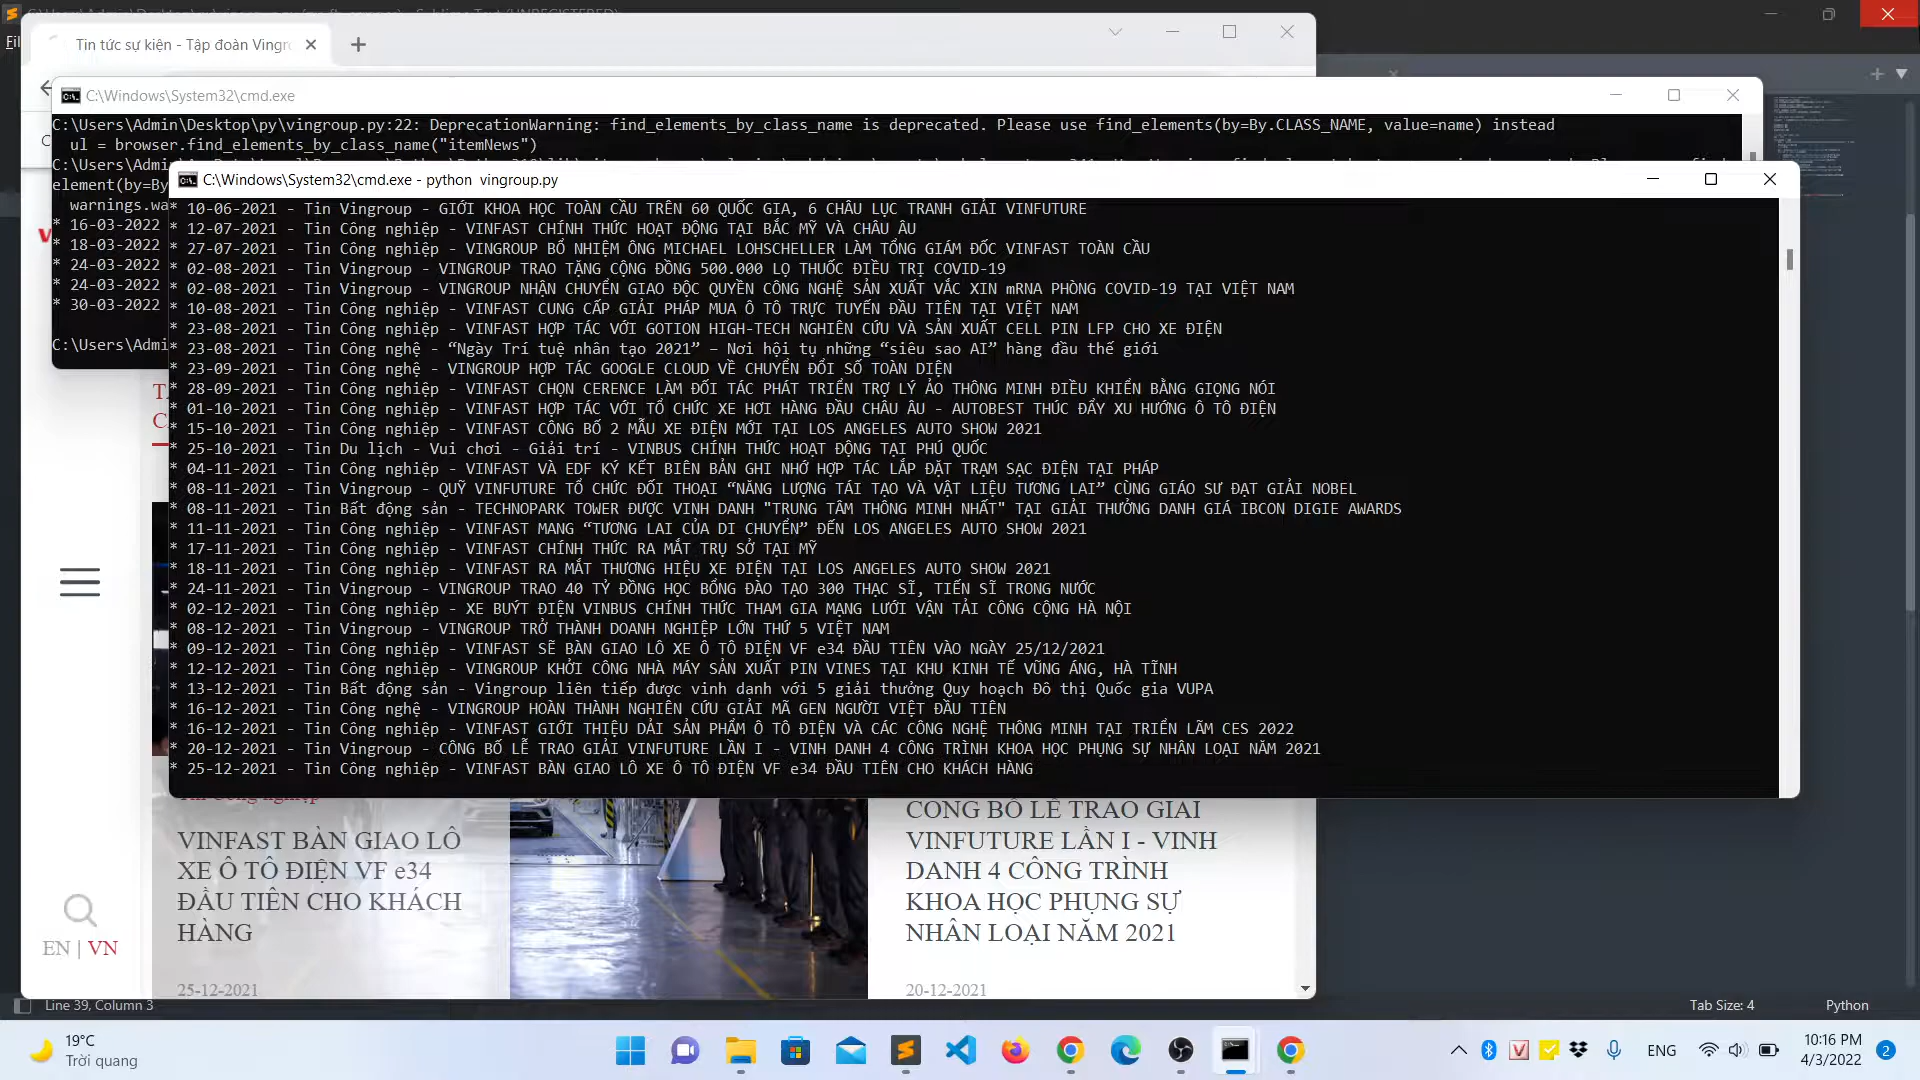 Tin tức sự kiện - Tập đoàn Vingr
C:\Windows\System32\cmd.exe
C:\Users\Admin\Desktop\py\vingroup.py:22: DeprecationWarning: find_elements_by_class_name is deprecated. Please use find_elements(by=By.CLASS_NAME, value=name) instead
ul = browser.find_elements_by_class_name("itemNews")
element(by=By
warnings.wa
* 16-03-2022
* 18-03-2022
* 24-03-2022
* 24-03-2022
* 30-03-2022
C:\Users\Admi
C:\Windows\System32\cmd.exe - python vingroup.py
* 10-06-2021 - Tin Vingroup - GIỚI KHOA HỌC TOÀN CẦU TRÊN 60 QUỐC GIA, 6 CHÂU LỤC TRANH GIẢI VINFUTURE
* 12-07-2021 - Tin Công nghiệp - VINFAST CHÍNH THỨC HOẠT ĐỘNG TẠI BẮC MỸ VÀ CHÂU ÂU
* 27-07-2021 - Tin Công nghiệp - VINGROUP BỔ NHIỆM ÔNG MICHAEL LOHSCHELLER LÀM TỔNG GIÁM ĐỐC VINFAST TOÀN CẦU
* 02-08-2021 - Tin Vingroup - VINGROUP TRAO TẶNG CỘNG ĐỒNG 500.000 LỌ THUỐC ĐIỀU TRỊ COVID-19
* 02-08-2021 - Tin Vingroup - VINGROUP NHẬN CHUYỂN GIAO ĐỘC QUYỀN CÔNG NGHỆ SẢN XUẤT VẮC XIN mRNA PHÒNG COVID-19 TẠI VIỆT NAM
* 10-08-2021 - Tin Công nghiệp - VINFAST CUNG CẤP GIẢI PHÁP MUA Ô TÔ TRỰC TUYẾN ĐẦU TIÊN TẠI VIỆT NAM
* 23-08-2021 - Tin Công nghiệp - VINFAST HỢP TÁC VỚI GOTION HIGH-TECH NGHIÊN CỨU VÀ SẢN XUẤT CELL PIN LFP CHO XE ĐIỆN
* 23-08-2021 - Tin Công nghệ - “Ngày Trí tuệ nhân tạo 2021” – Nơi hội tụ những “siêu sao AI” hàng đầu thế giới
* 23-09-2021 - Tin Công nghệ - VINGROUP HỢP TÁC GOOGLE CLOUD VỀ CHUYỂN ĐỔI SỐ TOÀN DIỆN
* 28-09-2021 - Tin Công nghiệp - VINFAST CHỌN CERENCE LÀM ĐỐI TÁC PHÁT TRIỂN TRỢ LÝ ẢO THÔNG MINH ĐIỀU KHIỂN BẰNG GIỌNG NÓI
* 01-10-2021 - Tin Công nghiệp - VINFAST HỢP TÁC VỚI TỔ CHỨC XE HƠI HÀNG ĐẦU CHÂU ÂU - AUTOBEST THÚC ĐẨY XU HƯỚNG Ô TÔ ĐIỆN
* 15-10-2021 - Tin Công nghiệp - VINFAST CÔNG BỐ 2 MẪU XE ĐIỆN MỚI TẠI LOS ANGELES AUTO SHOW 2021
* 25-10-2021 - Tin Du lịch - Vui chơi - Giải trí - VINBUS CHÍNH THỨC HOẠT ĐỘNG TẠI PHÚ QUỐC
* 04-11-2021 - Tin Công nghiệp - VINFAST VÀ EDF KÝ KẾT BIÊN BẢN GHI NHỚ HỢP TÁC LẮP ĐẶT TRẠM SẠC ĐIỆN TẠI PHÁP
* 08-11-2021 - Tin Vingroup - QUỸ VINFUTURE TỔ CHỨC ĐỐI THOẠI “NĂNG LƯỢNG TÁI TẠO VÀ VẬT LIỆU TƯƠNG LAI” CÙNG GIÁO SƯ ĐẠT GIẢI NOBEL
* 08-11-2021 - Tin Bất động sản - TECHNOPARK TOWER ĐƯỢC VINH DANH "TRUNG TÂM THÔNG MINH NHẤT" TẠI GIẢI THƯỞNG DANH GIÁ IBCON DIGIE AWARDS
* 11-11-2021 - Tin Công nghiệp - VINFAST MANG “TƯƠNG LAI CỦA DI CHUYỂN” ĐẾN LOS ANGELES AUTO SHOW 2021
* 17-11-2021 - Tin Công nghiệp - VINFAST CHÍNH THỨC RA MẮT TRỤ SỞ TẠI MỸ
* 18-11-2021 - Tin Công nghiệp - VINFAST RA MẮT THƯƠNG HIỆU XE ĐIỆN TẠI LOS ANGELES AUTO SHOW 2021
* 24-11-2021 - Tin Vingroup - VINGROUP TRAO 40 TỶ ĐỒNG HỌC BỔNG ĐÀO TẠO 300 THẠC SĨ, TIẾN SĨ TRONG NƯỚC
* 02-12-2021 - Tin Công nghiệp - XE BUÝT ĐIỆN VINBUS CHÍNH THỨC THAM GIA MẠNG LƯỚI VẬN TẢI CÔNG CỘNG HÀ NỘI
* 08-12-2021 - Tin Vingroup - VINGROUP TRỞ THÀNH DOANH NGHIỆP LỚN THỨ 5 VIỆT NAM
* 09-12-2021 - Tin Công nghiệp - VINFAST SẼ BÀN GIAO LÔ XE Ô TÔ ĐIỆN VF e34 ĐẦU TIÊN VÀO NGÀY 25/12/2021
* 12-12-2021 - Tin Công nghiệp - VINGROUP KHỞI CÔNG NHÀ MÁY SẢN XUẤT PIN VINES TẠI KHU KINH TẾ VŨNG ÁNG, HÀ TĨNH
* 13-12-2021 - Tin Bất động sản - Vingroup liên tiếp được vinh danh với 5 giải thưởng Quy hoạch Đô thị Quốc gia VUPA
* 16-12-2021 - Tin Công nghệ - VINGROUP HOÀN THÀNH NGHIÊN CỨU GIẢI MÃ GEN NGƯỜI VIỆT ĐẦU TIÊN
* 16-12-2021 - Tin Công nghiệp - VINFAST GIỚI THIỆU DẢI SẢN PHẨM Ô TÔ ĐIỆN VÀ CÁC CÔNG NGHỆ THÔNG MINH TẠI TRIỂN LÃM CES 2022
* 20-12-2021 - Tin Vingroup - CÔNG BỐ LỄ TRAO GIẢI VINFUTURE LẦN I - VINH DANH 4 CÔNG TRÌNH KHOA HỌC PHỤNG SỰ NHÂN LOẠI NĂM 2021
* 25-12-2021 - Tin Công nghiệp - VINFAST BÀN GIAO LÔ XE Ô TÔ ĐIỆN VF e34 ĐẦU TIÊN CHO KHÁCH HÀNG
VINFAST BÀN GIAO LÔ
XE Ô TÔ ĐIỆN VF e34
ĐẦU TIÊN CHO KHÁCH
HÀNG
25-12-2021
CÔNG BỐ LỄ TRAO GIẢI
VINFUTURE LẦN I - VINH
DANH 4 CÔNG TRÌNH
KHOA HỌC PHỤNG SỰ
NHÂN LOẠI NĂM 2021
20-12-2021
EN | VN
Line 39, Column 3
Tab Size: 4
Python
19°C
Trời quang
ENG
10:16 PM
4/3/2022
2